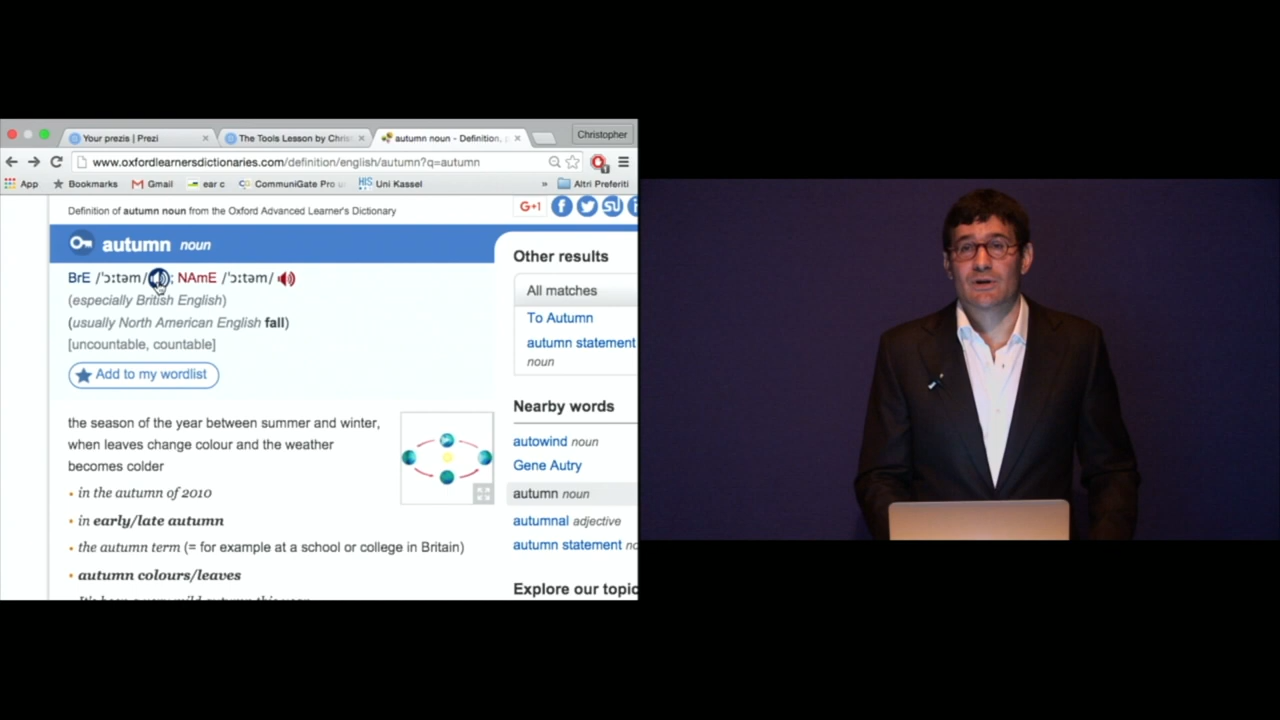 Your prezis | Prezi
The Tools Lesson by Chris
autumn noun - Definition, p
Christopher
www.oxfordlearnersdictionaries.com/definition/english/autumn?q=autumn
App
Bookmarks
Gmail
ear c
CommuniGate Pro
HIS
Uni Kassel
»
Altri Preferiti
Definition of autumn noun from the Oxford Advanced Learner's Dictionary
G+1
autumn noun
BrE /ˈɔːtəm/ ; NAmE /ˈɔːtəm/
(especially British English)
(usually North American English fall)
[uncountable, countable]
Add to my wordlist
the season of the year between summer and winter,
when leaves change colour and the weather
becomes colder
• in the autumn of 2010
• in early/late autumn
• the autumn term (= for example at a school or college in Britain)
• autumn colours/leaves
Other results
All matches
To Autumn
autumn statement
noun
Nearby words
autowind noun
Gene Autry
autumn noun
autumnal adjective
autumn statement no
Explore our topic